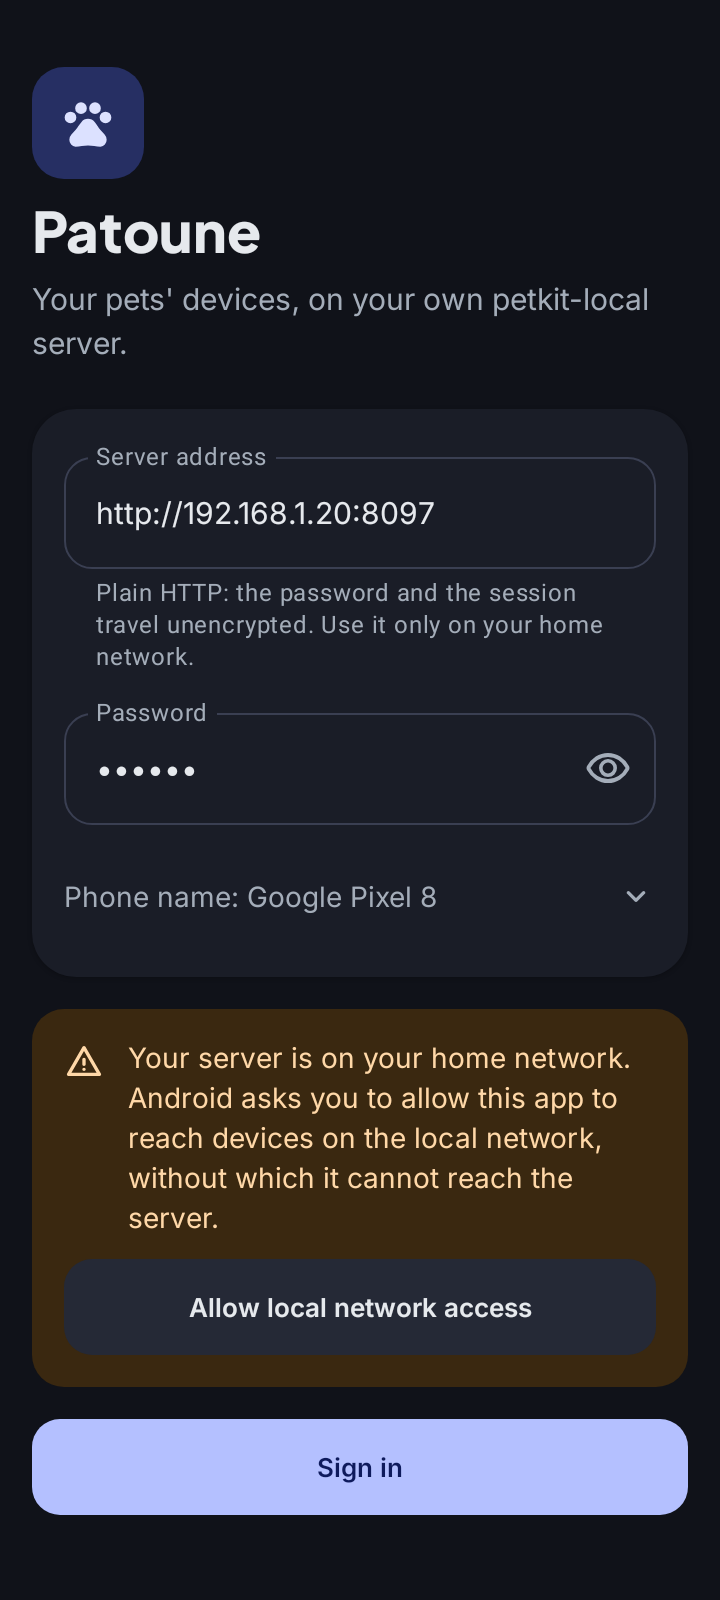 Patoune
Your pets' devices, on your own petkit-local
server.
Server address
http://192.168.1.20:8097
Plain HTTP: the password and the session
travel unencrypted. Use it only on your home
network.
Password
••••••
Phone name: Google Pixel 8
Your server is on your home network.
Android asks you to allow this app to
reach devices on the local network,
without which it cannot reach the
server.
Allow local network access
Sign in